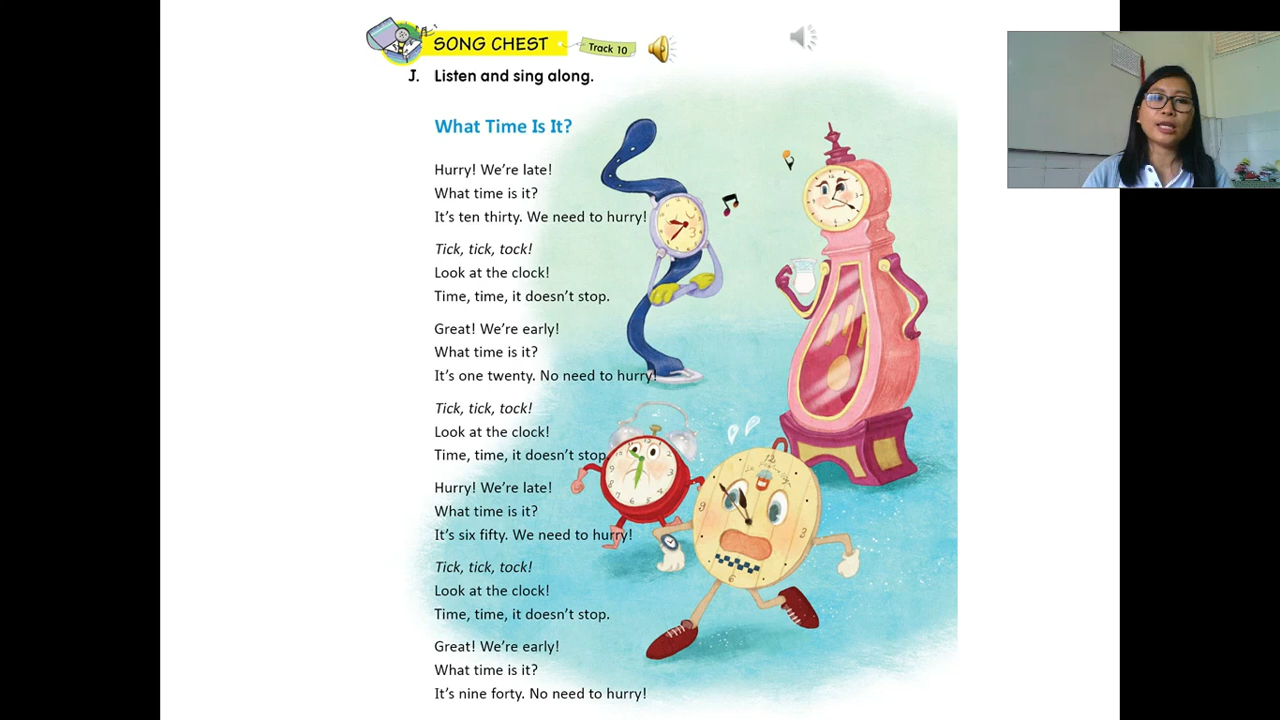 SONG CHEST
Track 10
J. Listen and sing along.
What Time Is It?
Hurry! We're late!
What time is it?
It's ten thirty. We need to hurry!
Tick, tick, tock!
Look at the clock!
Time, time, it doesn't stop.
Great! We're early!
What time is it?
It's one twenty. No need to hurry!
Tick, tick, tock!
Look at the clock!
Time, time, it doesn't stop
Hurry! We're late!
What time is it?
It's six fifty. We need to hurry!
Tick, tick, tock!
Look at the clock!
Time, time, it doesn't stop.
Great! We're early!
What time is it?
It's nine forty. No need to hurry!
12
3
6
9